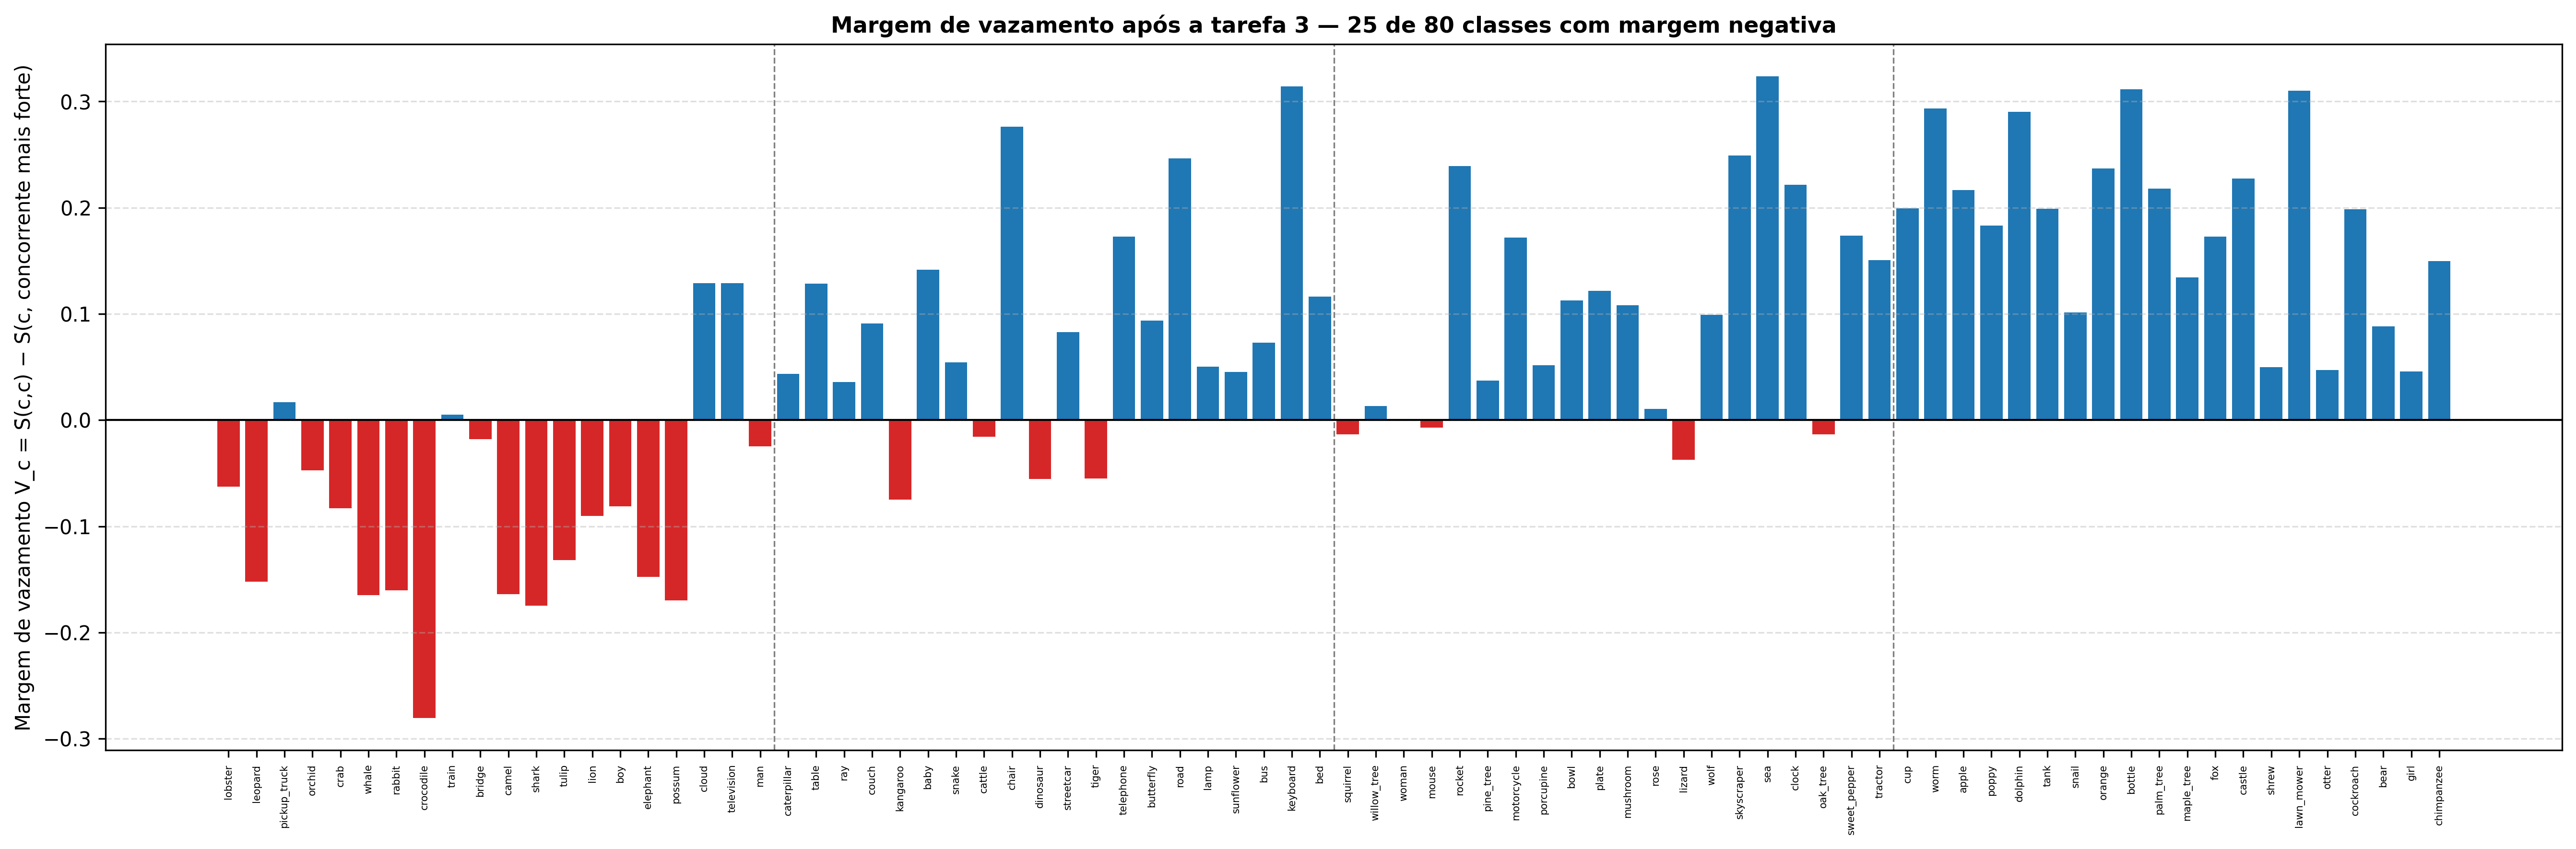 Margem de vazamento após a tarefa 3 — 25 de 80 classes com margem negativa
Margem de vazamento V_c = S(c,c) − S(c, concorrente mais forte)
0.3
0.2
0.1
0.0
−0.1
−0.2
−0.3
lobster
leopard
pickup_truck
orchid
crab
whale
rabbit
crocodile
train
bridge
camel
shark
tulip
lion
boy
elephant
possum
cloud
television
man
caterpillar
table
ray
couch
kangaroo
baby
snake
cattle
chair
dinosaur
streetcar
tiger
telephone
butterfly
road
lamp
sunflower
bus
keyboard
bed
squirrel
willow_tree
woman
mouse
rocket
pine_tree
motorcycle
porcupine
bowl
plate
mushroom
rose
lizard
wolf
skyscraper
sea
clock
oak_tree
sweet_pepper
tractor
cup
worm
apple
poppy
dolphin
tank
snail
orange
bottle
palm_tree
maple_tree
fox
castle
shrew
lawn_mower
otter
cockroach
bear
girl
chimpanzee